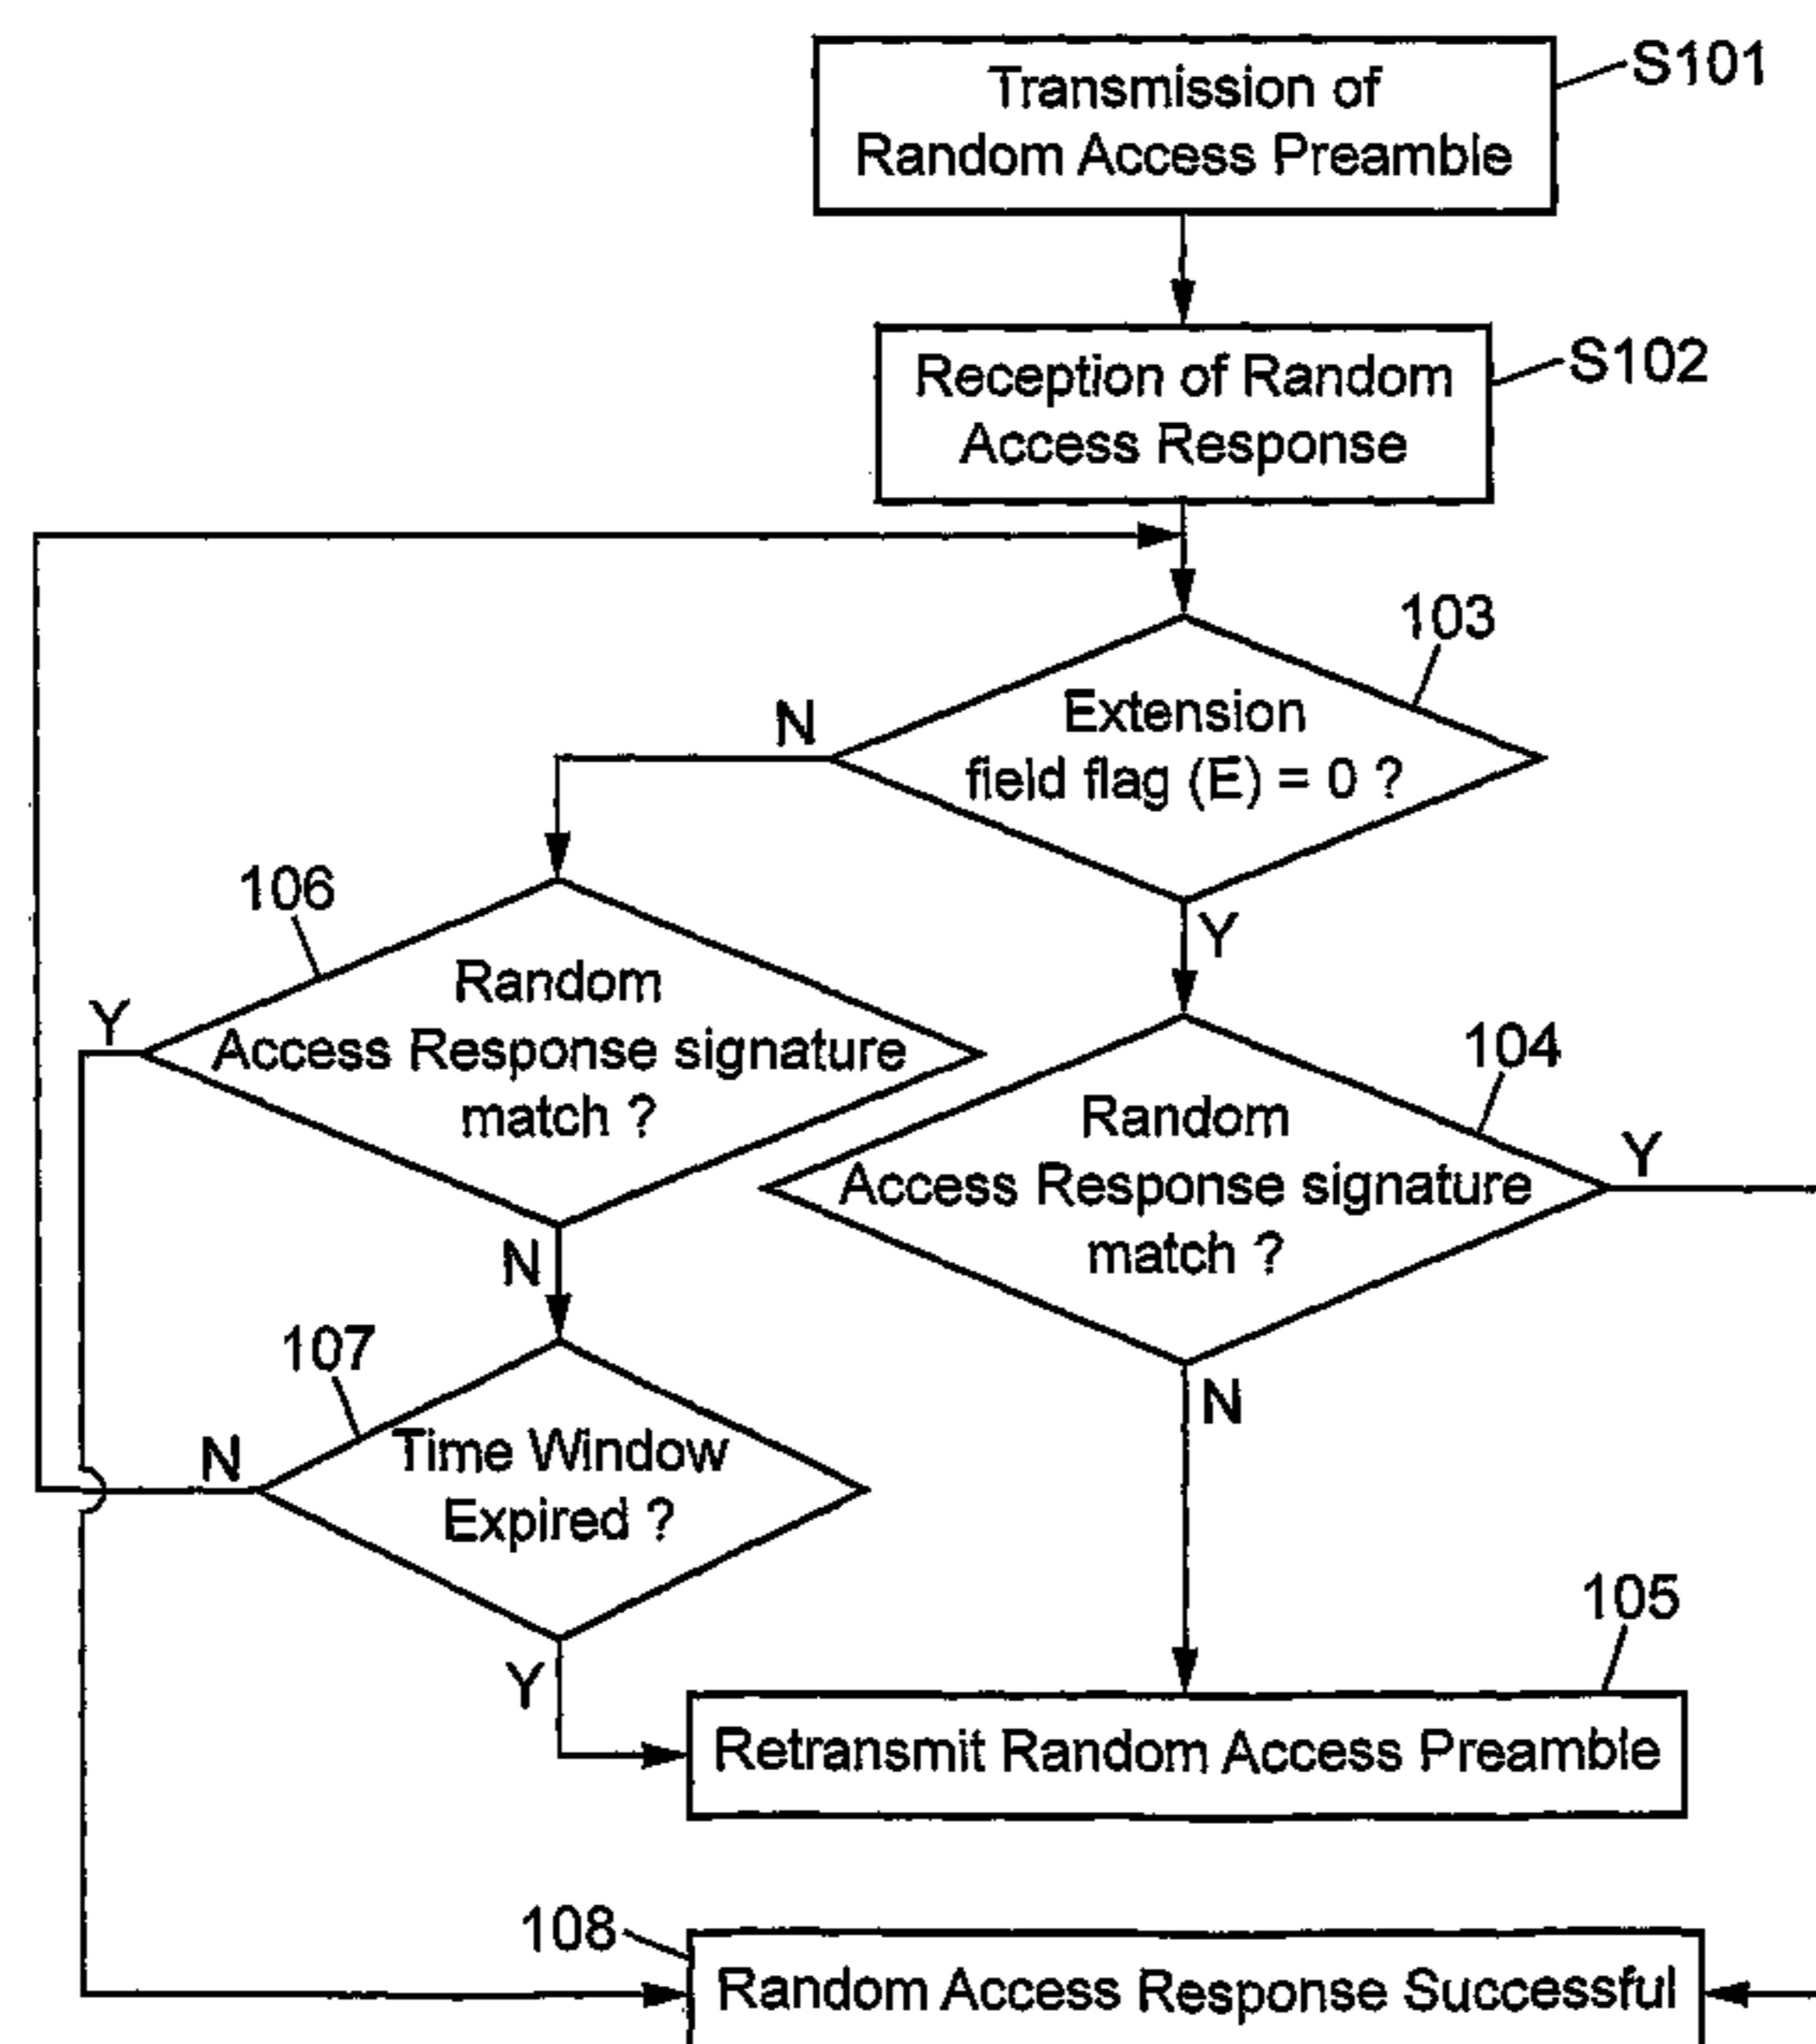 Transmission of
Random Access Preamble
S101
Reception of Random
Access Response
S102
103
Extension
field flag (E) = 0 ?
N
Y
106
Random
Access Response signature
match ?
Y
N
104
Random
Access Response signature
match ?
Y
N
107
Time Window
Expired ?
N
Y
105
Retransmit Random Access Preamble
108
Random Access Response Successful